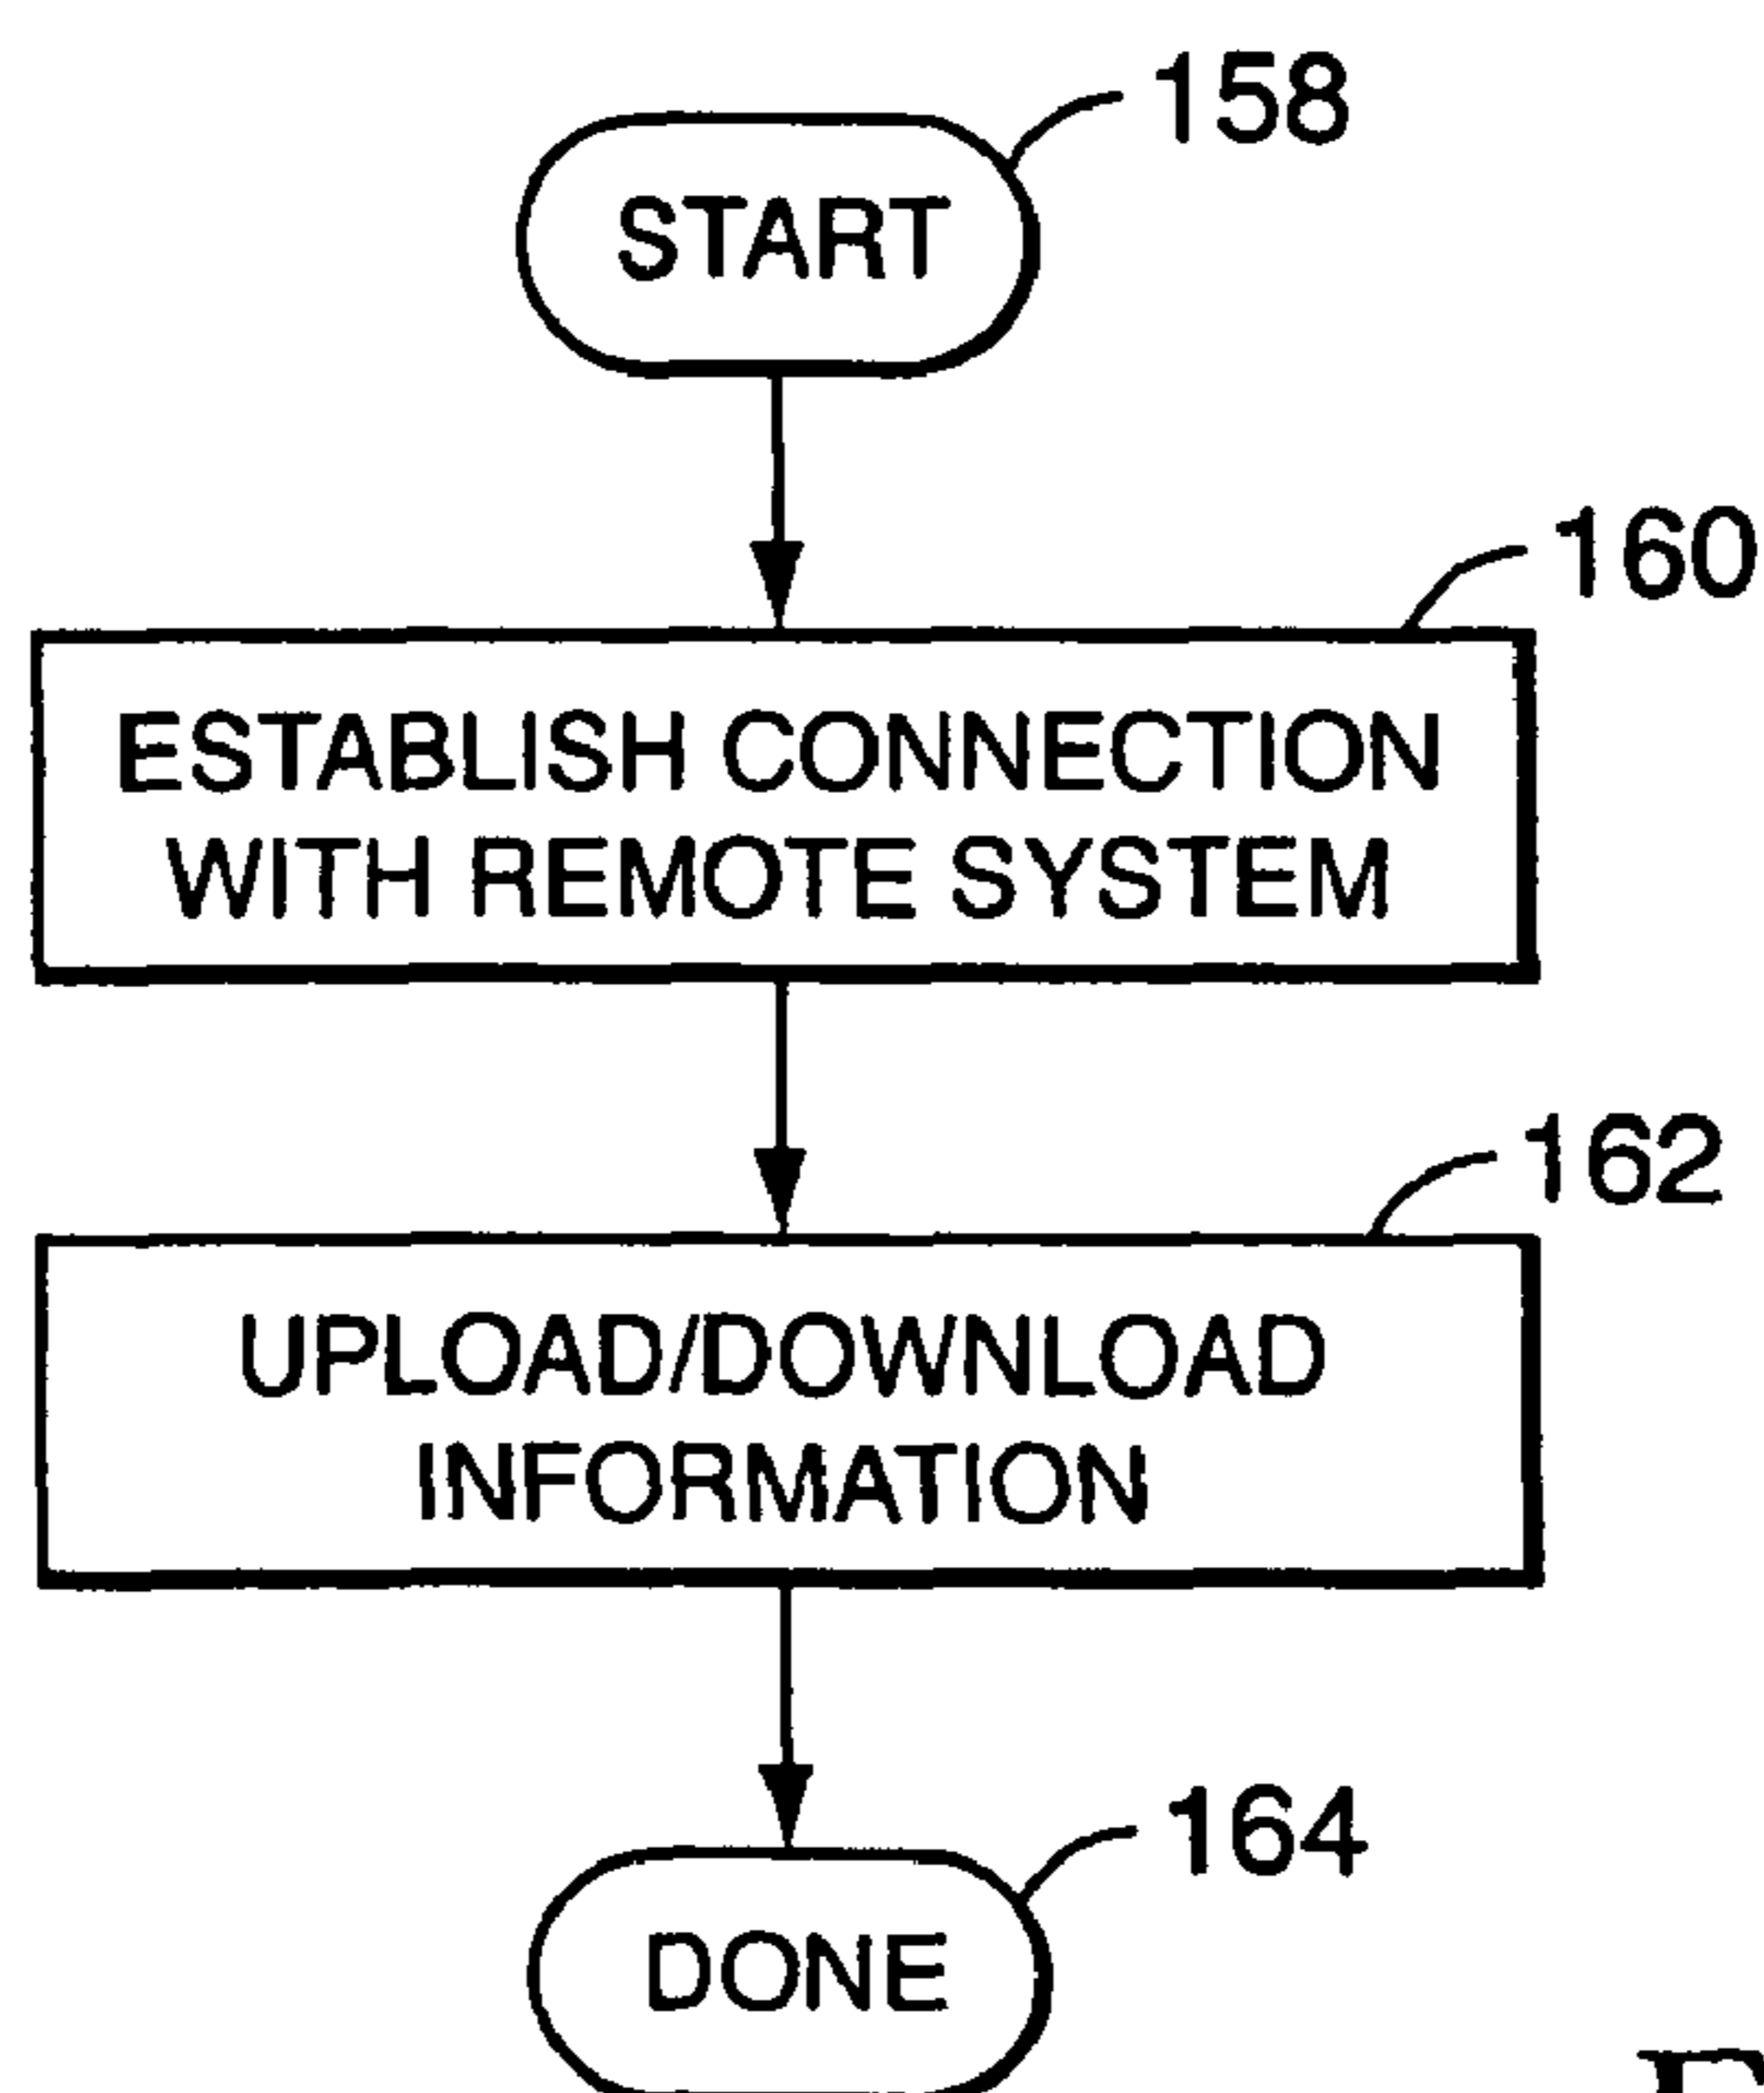 158
START
160
ESTABLISH CONNECTION
WITH REMOTE SYSTEM
162
UPLOAD/DOWNLOAD
INFORMATION
164
DONE